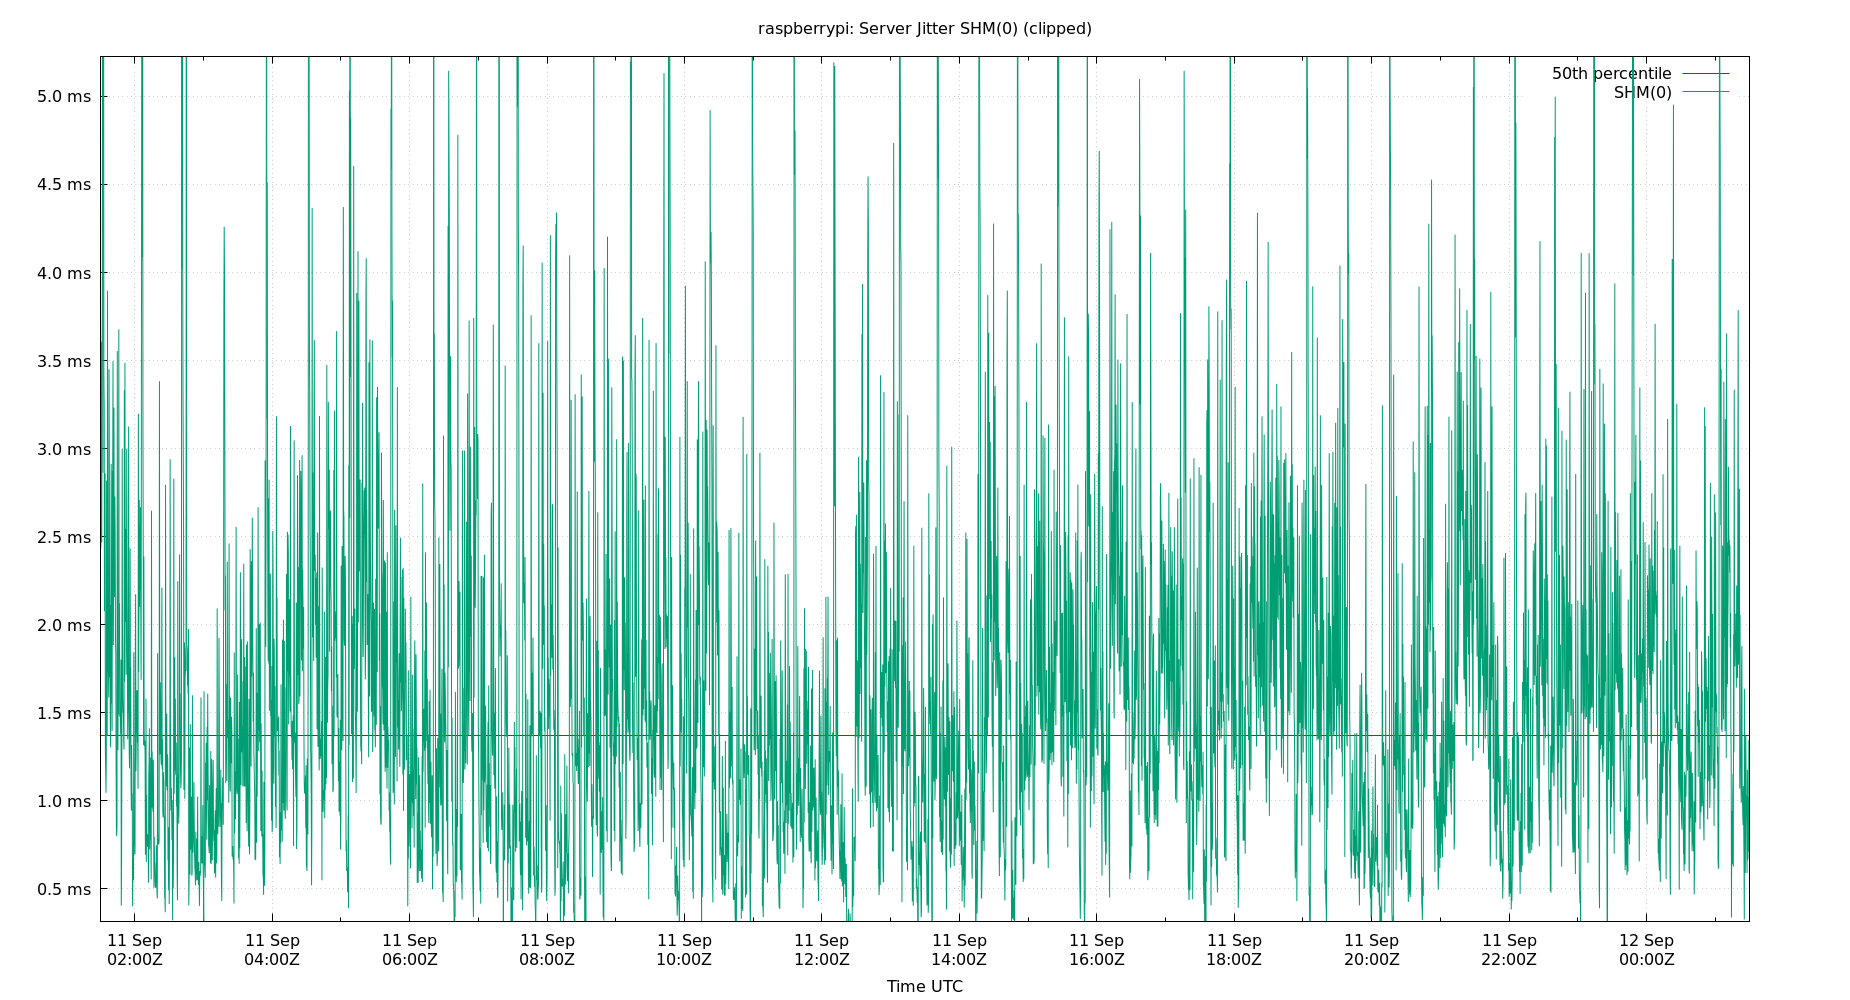 raspberrypi: Server Jitter SHM(0) (clipped)
50th percentile
SHM(0)
5.0 ms
4.5 ms
4.0 ms
3.5 ms
3.0 ms
2.5 ms
2.0 ms
1.5 ms
1.0 ms
0.5 ms
11 Sep 11 Sep 11 Sep 11 Sep 11 Sep 11 Sep 11 Sep 11 Sep 11 Sep 11 Sep 11 Sep 12 Sep
02:00Z 04:00Z 06:00Z 08:00Z 10:00Z 12:00Z 14:00Z 16:00Z 18:00Z 20:00Z 22:00Z 00:00Z
Time UTC